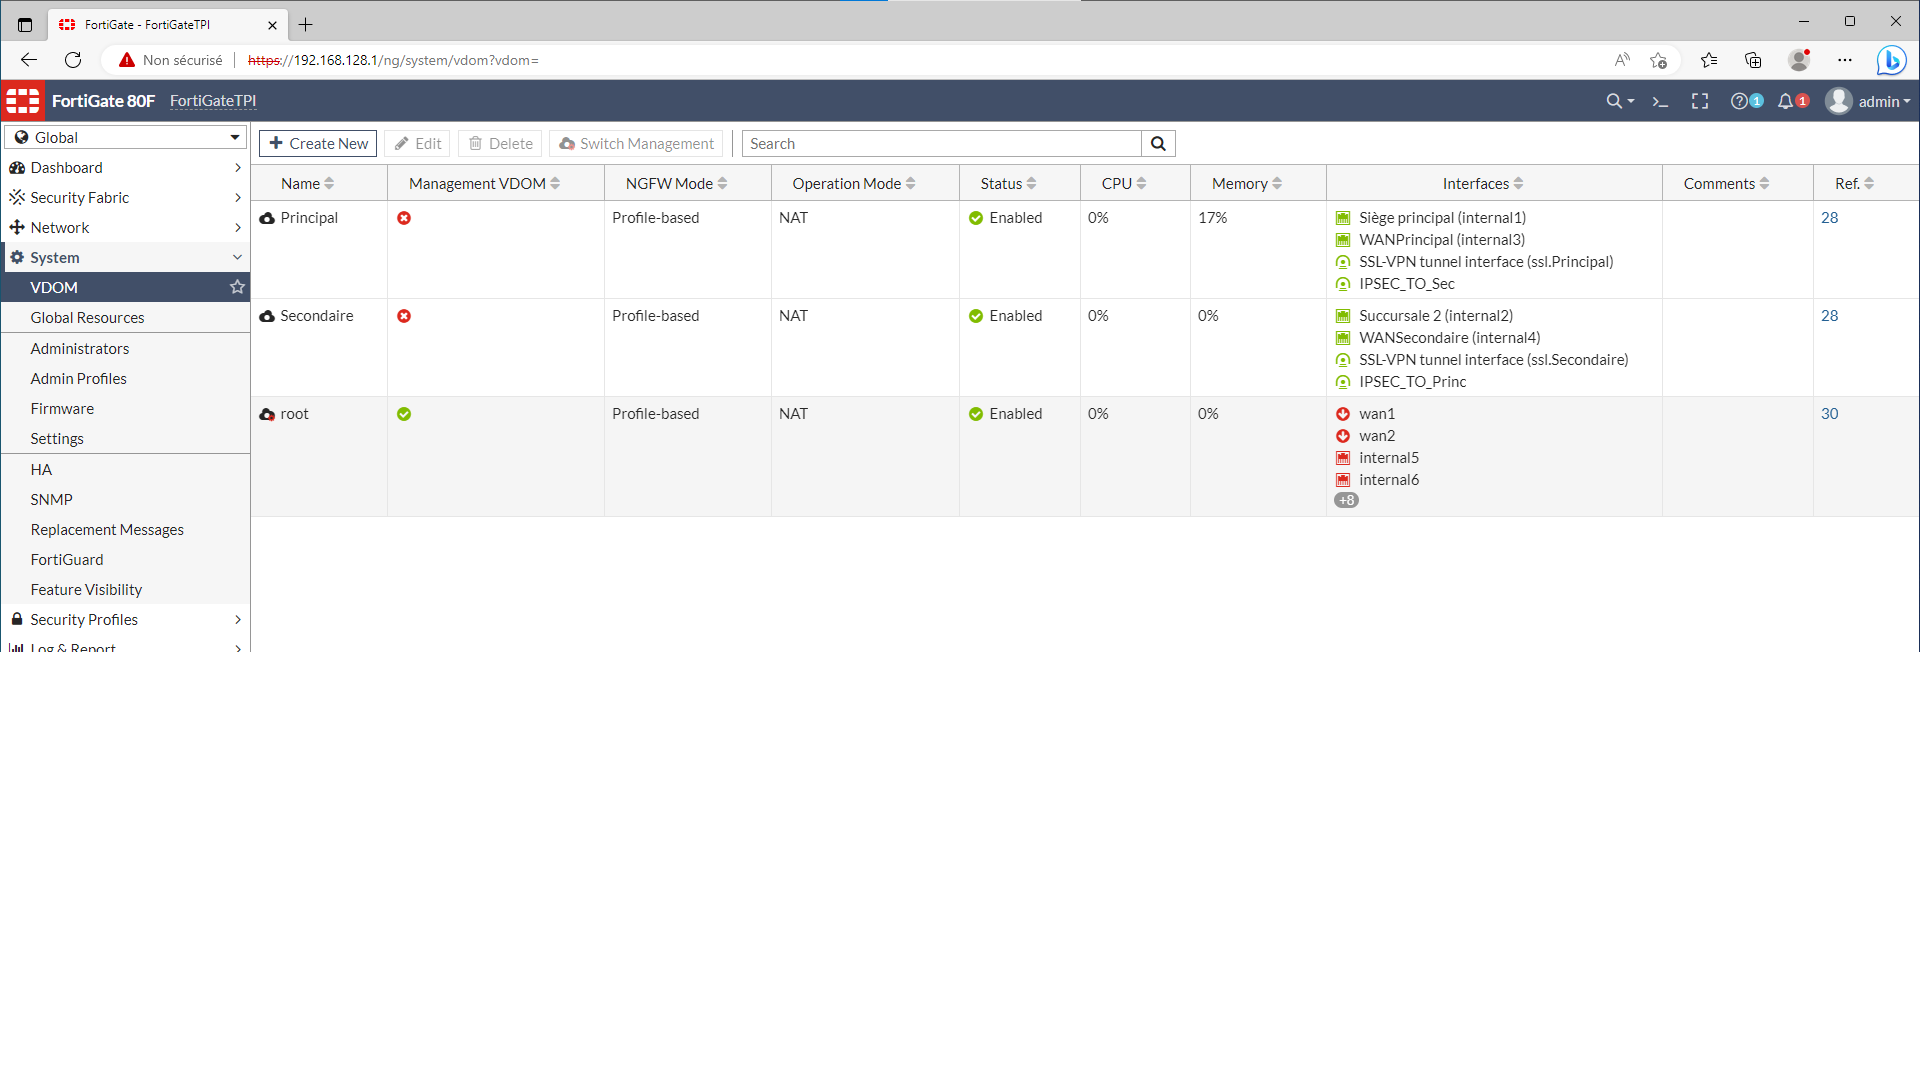 FortiGate - FortiGateTPI
Non sécurisé
https://192.168.128.1/ng/system/vdom?vdom=
FortiGate 80F FortiGateTPI
1
1
admin
Global
Dashboard
Security Fabric
Network
System
VDOM
Global Resources
Administrators
Admin Profiles
Firmware
Settings
HA
SNMP
Replacement Messages
FortiGuard
Feature Visibility
Security Profiles
Log & Report
Create New Edit Delete Switch Management Search
Name Management VDOM NGFW Mode Operation Mode Status CPU Memory Interfaces Comments Ref.
Principal Profile-based NAT Enabled 0% 17% Siège principal (internal1) 28
WANPrincipal (internal3)
SSL-VPN tunnel interface (ssl.Principal)
IPSEC_TO_Sec
Secondaire Profile-based NAT Enabled 0% 0% Succursale 2 (internal2) 28
WANSecondaire (internal4)
SSL-VPN tunnel interface (ssl.Secondaire)
IPSEC_TO_Princ
root Profile-based NAT Enabled 0% 0% wan1 30
wan2
internal5
internal6
+8